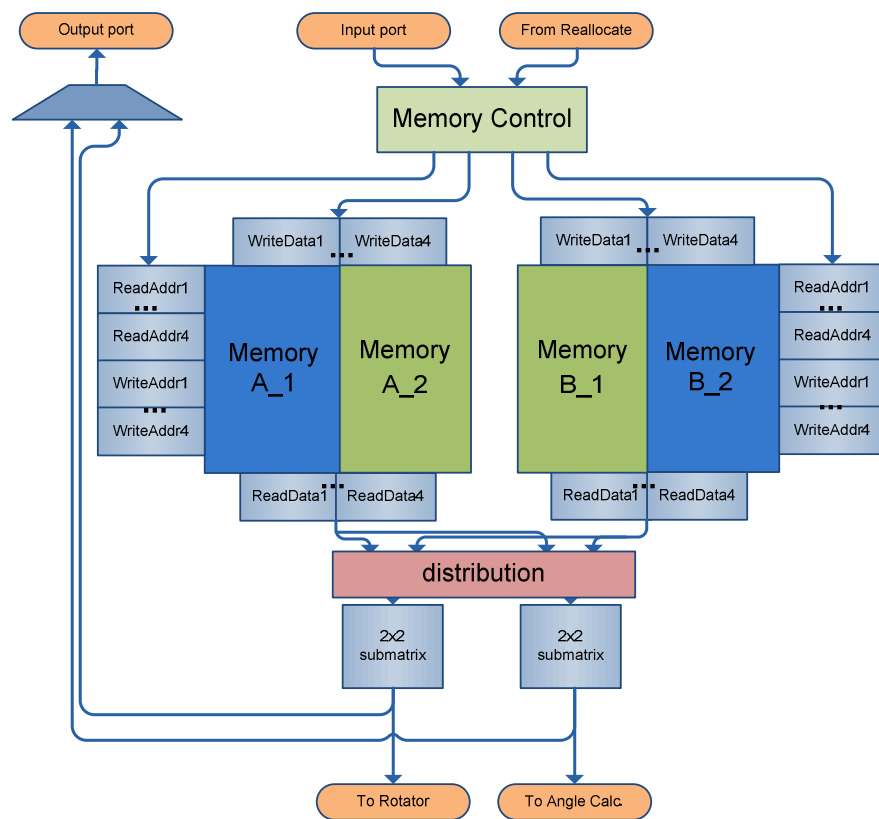 Output port
Input port
From Reallocate
Memory Control
WriteData1
...
WriteData4
WriteData1
...
WriteData4
ReadAddr1
...
ReadAddr4
WriteAddr1
...
WriteAddr4
Memory
A_1
Memory
A_2
Memory
B_1
Memory
B_2
ReadAddr1
...
ReadAddr4
WriteAddr1
...
WriteAddr4
ReadData1
...
ReadData4
ReadData1
...
ReadData4
distribution
2x2
submatrix
2x2
submatrix
To Rotator
To Angle Calc.